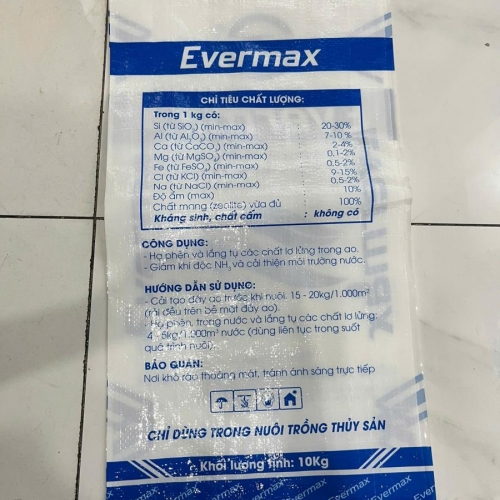 Evermax
CHỈ TIÊU CHẤT LƯỢNG:
Trong 1 kg có:
Si (từ SiO₂) (min-max) : 20-30%
Al (từ Al₂O₃) (min-max) 7-10 %
Ca (từ CaCO₃) (min-max) 2-4%
Mg (từ MgSO₄) (min-max) 0.1-2%
Fe (từ FeSO₄) (min-max) 0.5-2%
Cl (từ KCl) (min-max) 9-15%
Na (từ NaCl) (min-max) 0.5-2%
Độ ẩm (max) 10%
Chất mang (zeolite) vừa đủ 100%
Kháng sinh, chất cấm : không có
CÔNG DỤNG:
- Hạ phèn và lắng tụ các chất lơ lửng trong ao.
- Giảm khí độc NH₃ và cải thiện môi trường nước.
HƯỚNG DẪN SỬ DỤNG:
- Cải tạo đáy ao trước khi nuôi: 15 - 20kg/1.000m²
(rải đều trên bề mặt đáy ao).
- Hạ phèn, trong nước và lắng tụ các chất lơ lửng:
4 - 5kg/1.000m³ nước (dùng liên tục trong suốt
quá trình nuôi).
BẢO QUẢN:
Nơi khô ráo thoáng mát, tránh ánh sáng trực tiếp
CHỈ DÙNG TRONG NUÔI TRỒNG THỦY SẢN
Khối lượng tịnh: 10Kg
Evermax Evermax Evermax